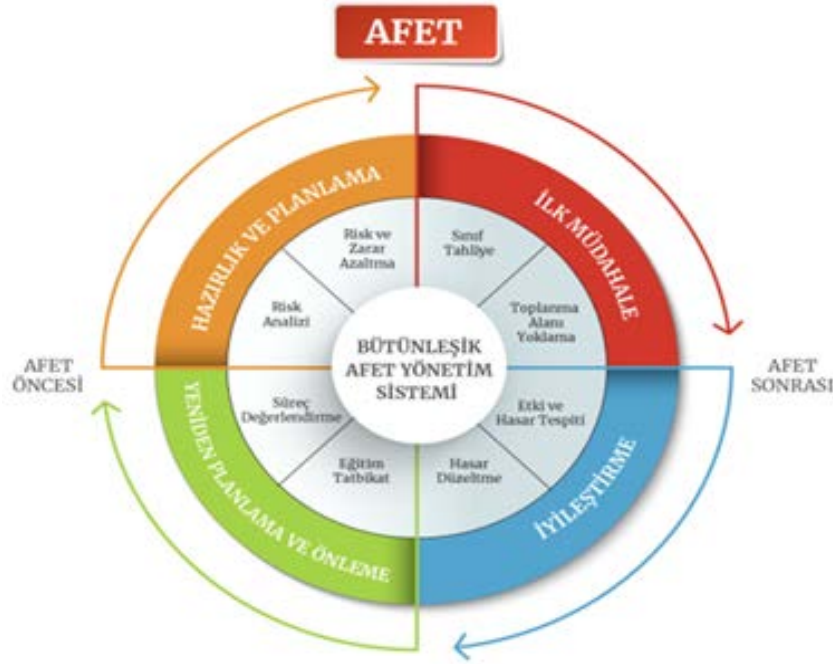 AFET
HAZIRLIK VE PLANLAMA
İLK MÜDAHALE
Risk ve
Zarar
Azaltma
Sınıf
Tahliye
Risk
Analizi
Toplanma
Alanı
Yoklama
BÜTÜNLEŞİK
AFET YÖNETİM
SİSTEMİ
AFET
ÖNCESİ
AFET
SONRASI
Süreç
Değerlendirme
Etki ve
Hasar Tespiti
Eğitim
Tatbikat
Hasar
Düzeltme
YENİDEN PLANLAMA VE ÖNLEME
İYİLEŞTİRME